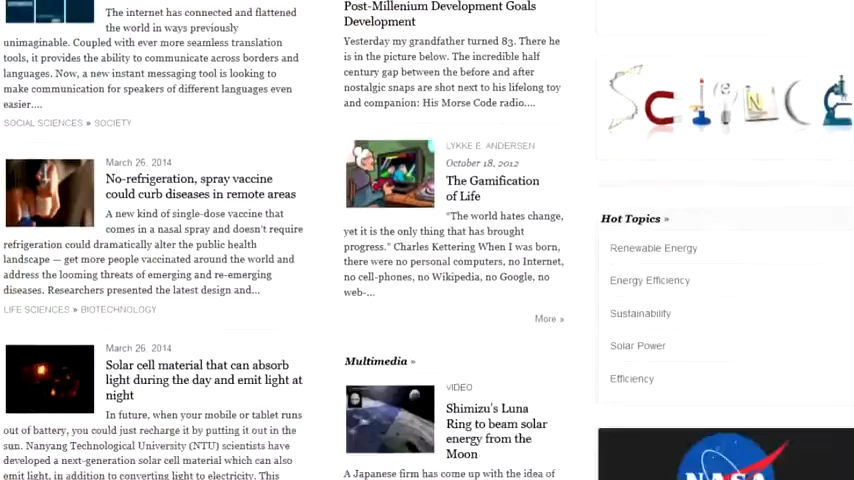 The internet has connected and flattened
the world in ways previously
unimaginable. Coupled with ever more seamless translation
tools, it provides the ability to communicate across borders and
languages. Now, a new instant messaging tool is looking to
make communication for speakers of different languages even
easier....
SOCIAL SCIENCES » SOCIETY
March 26, 2014
No-refrigeration, spray vaccine
could curb diseases in remote areas
A new kind of single-dose vaccine that
comes in a nasal spray and doesn't require
refrigeration could dramatically alter the public health
landscape — get more people vaccinated around the world and
address the looming threats of emerging and re-emerging
diseases. Researchers presented the latest design and...
LIFE SCIENCES » BIOTECHNOLOGY
March 26, 2014
Solar cell material that can absorb
light during the day and emit light at
night
In future, when your mobile or tablet runs
out of battery, you could just recharge it by putting it out in the
sun. Nanyang Technological University (NTU) scientists have
developed a next-generation solar cell material which can also
emit light, in addition to converting light to electricity. This
Post-Millenium Development Goals
Development
Yesterday my grandfather turned 83. There he
is in the picture below. The incredible half
century gap between the before and after
nostalgic snaps are shot next to his lifelong toy
and companion: His Morse Code radio....
LYKKE E. ANDERSEN
October 18, 2012
The Gamification
of Life
"The world hates change,
yet it is the only thing that has brought
progress." Charles Kettering When I was born,
there were no personal computers, no Internet,
no cell-phones, no Wikipedia, no Google, no
web-...
More »
Multimedia »
VIDEO
Shimizu's Luna
Ring to beam solar
energy from the
Moon
A Japanese firm has come up with the idea of
Science
Hot Topics »
Renewable Energy
Energy Efficiency
Sustainability
Solar Power
Efficiency
NASA